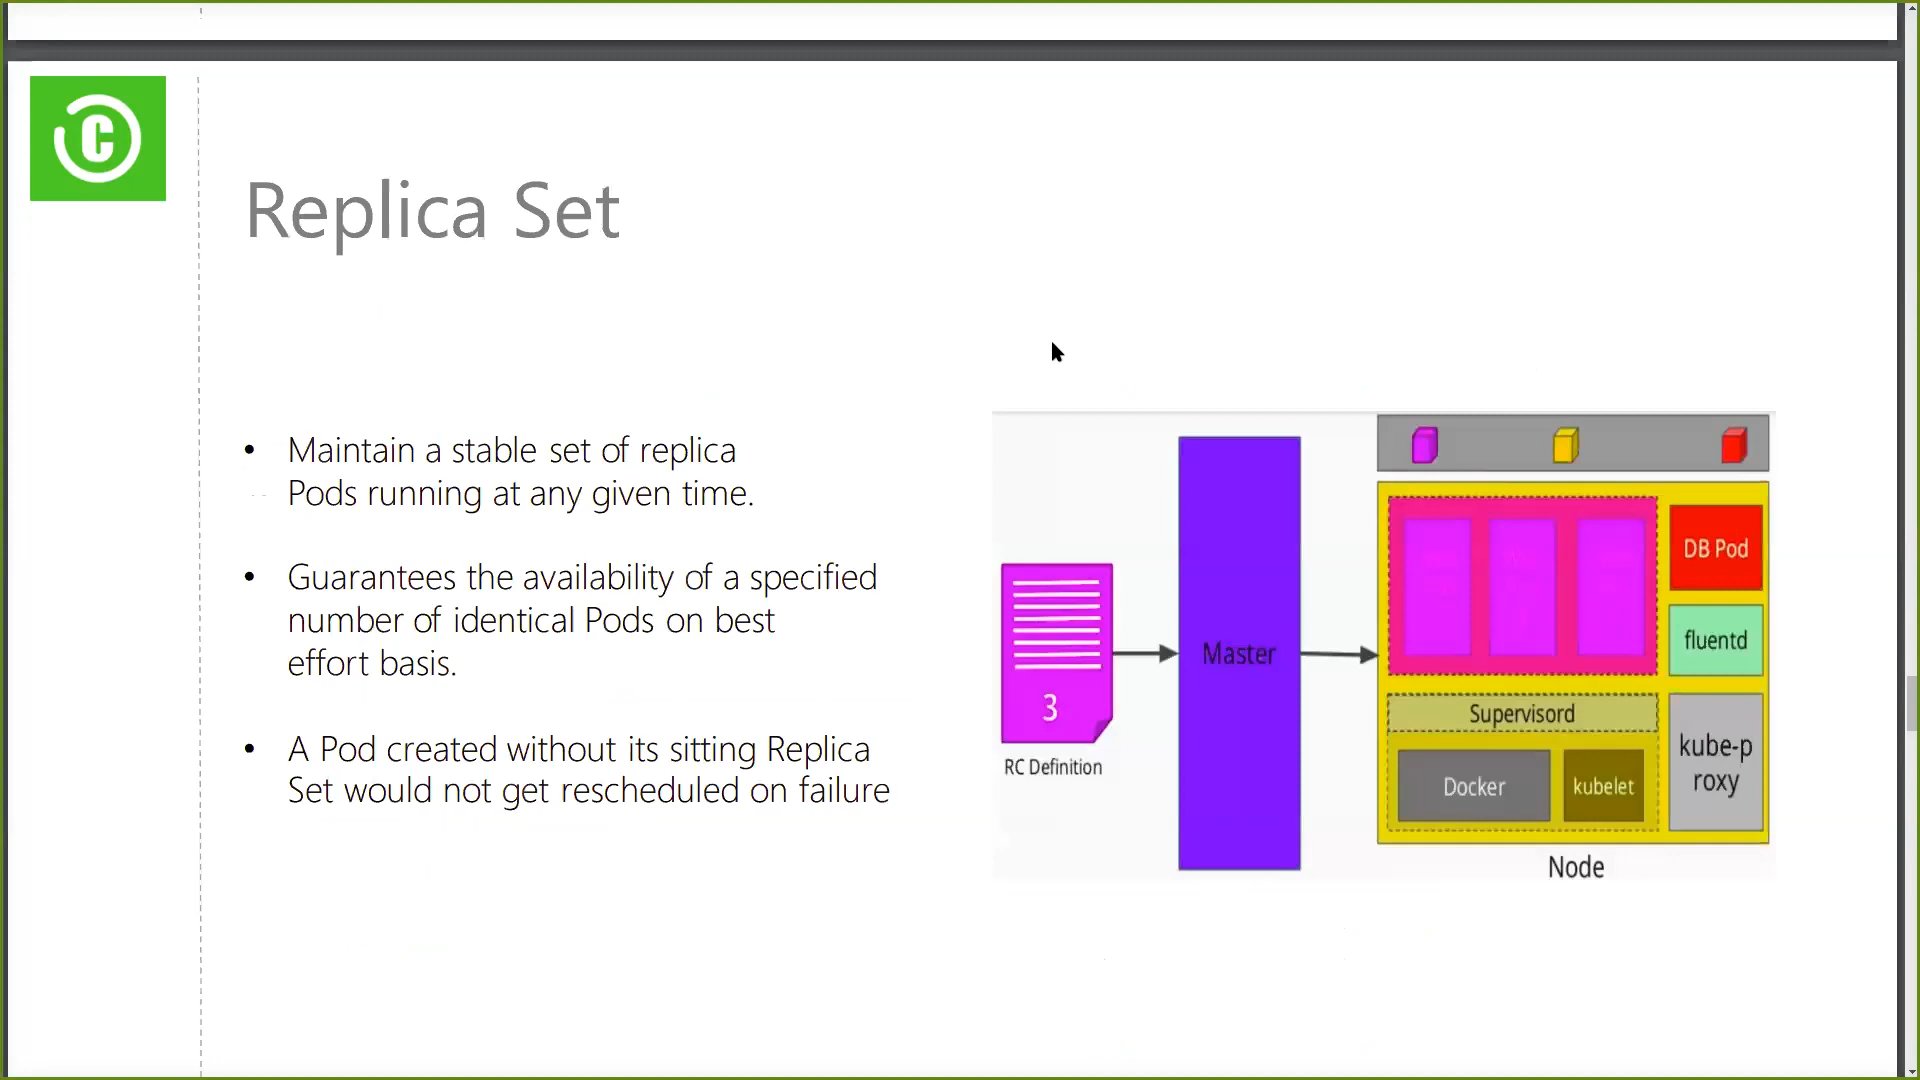 C
Replica Set
• Maintain a stable set of replica
Pods running at any given time.
• Guarantees the availability of a specified
number of identical Pods on best
effort basis.
• A Pod created without its sitting Replica
Set would not get rescheduled on failure
3
RC Definition
Master
DB Pod
fluentd
Supervisord
Docker
kubelet
kube-p
roxy
Node